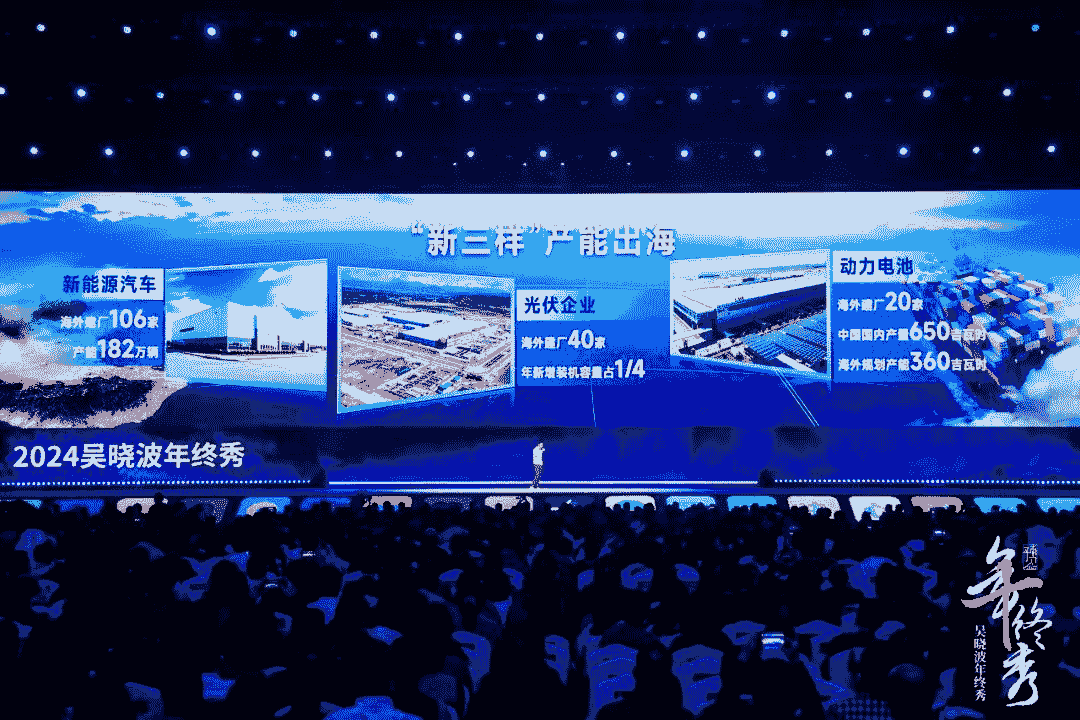 “新三样”产能出海
新能源汽车
海外建厂106家
产能182万辆
光伏企业
海外建厂40家
年新增装机容量占1/4
动力电池
海外建厂20家
中国国内产量650吉瓦时
海外规划产能360吉瓦时
2024吴晓波年终秀
年终秀
吴晓波年终秀